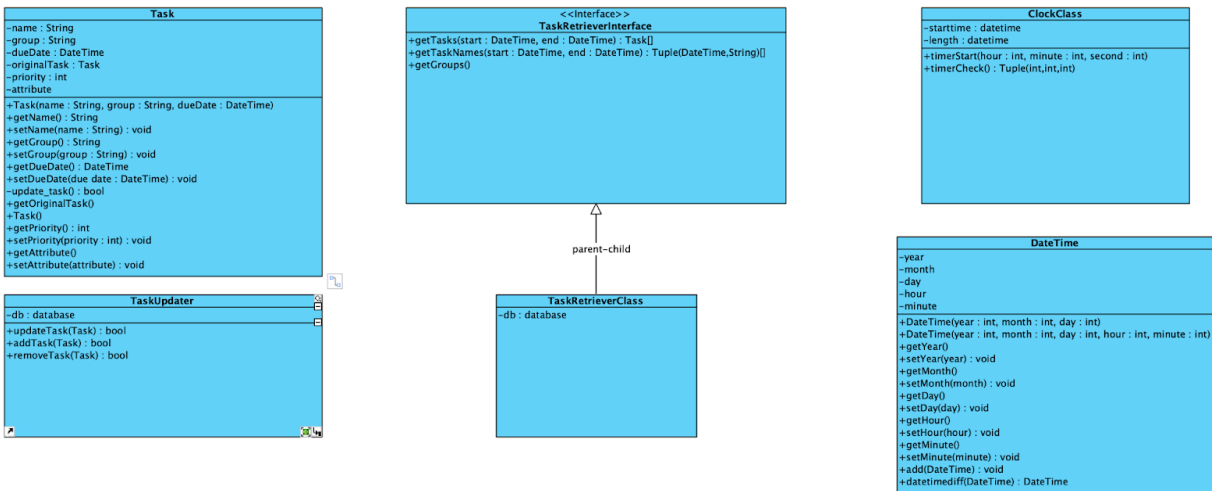 Task
-name : String
-group : String
-dueDate : DateTime
-originalTask : Task
-priority : int
-attribute
+Task(name : String, group : String, dueDate : DateTime)
+getName() : String
+setName(name : String) : void
+getGroup() : String
+setGroup(group : String) : void
+getDueDate() : DateTime
+setDueDate(due date : DateTime) : void
-update_task() : bool
+getOriginalTask()
+Task()
+getPriority() : int
+setPriority(priority : int) : void
+getAttribute()
+setAttribute(attribute) : void
TaskUpdater
-db : database
+updateTask(Task) : bool
+addTask(Task) : bool
+removeTask(Task) : bool
<<Interface>>
TaskRetrieverInterface
+getTasks(start : DateTime, end : DateTime) : Task[]
+getTaskNames(start : DateTime, end : DateTime) : Tuple(DateTime,String)[]
+getGroups()
parent-child
TaskRetrieverClass
-db : database
ClockClass
-starttime : datetime
-length : datetime
+timerStart(hour : int, minute : int, second : int)
+timerCheck() : Tuple(int,int,int)
DateTime
-year
-month
-day
-hour
-minute
+DateTime(year : int, month : int, day : int)
+DateTime(year : int, month : int, day : int, hour : int, minute : int)
+getYear()
+setYear(year) : void
+getMonth()
+setMonth(month) : void
+getDay()
+setDay(day) : void
+getHour()
+setHour(hour) : void
+getMinute()
+setMinute(minute) : void
+add(DateTime) : void
+datetimediff(DateTime) : DateTime